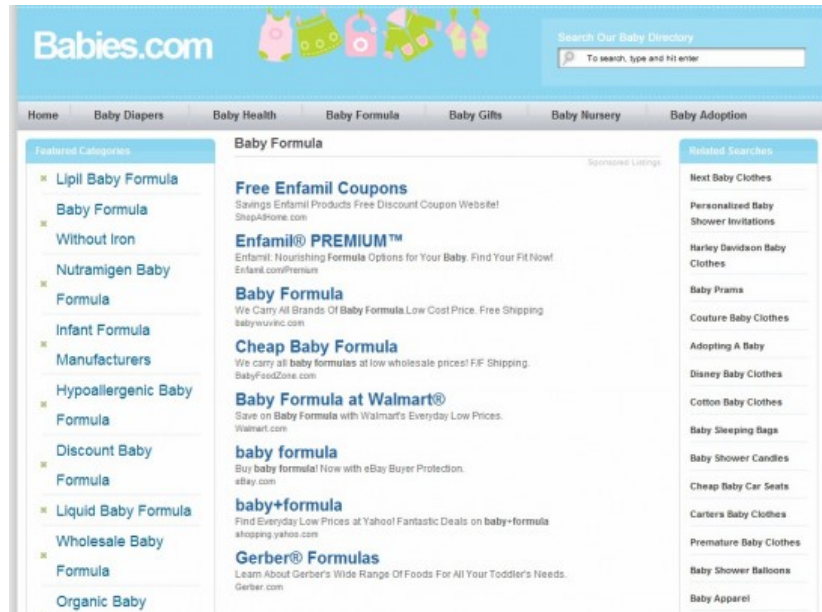 Babies.com
Search Our Baby Directory
To search, type and hit enter
Home Baby Diapers Baby Health Baby Formula Baby Gifts Baby Nursery Baby Adoption
Featured Categories
Lipil Baby Formula
Baby Formula
Without Iron
Nutramigen Baby
Formula
Infant Formula
Manufacturers
Hypoallergenic Baby
Formula
Discount Baby
Formula
Liquid Baby Formula
Wholesale Baby
Formula
Organic Baby
Baby Formula
Sponsored Listings
Free Enfamil Coupons
Savings Enfamil Products Free Discount Coupon Website!
ShopAtHome.com
Enfamil® PREMIUM™
Enfamil: Nourishing Formula Options for Your Baby. Find Your Fit Now!
Enfamil.com/Premium
Baby Formula
We Carry All Brands Of Baby Formula.Low Cost Price. Free Shipping
babywuvinc.com
Cheap Baby Formula
We carry all baby formulas at low wholesale prices! F/F Shipping.
BabyFoodZone.com
Baby Formula at Walmart®
Save on Baby Formula with Walmart's Everyday Low Prices.
Walmart.com
baby formula
Buy baby formula! Now with eBay Buyer Protection.
eBay.com
baby+formula
Find Everyday Low Prices at Yahoo! Fantastic Deals on baby+formula
shopping.yahoo.com
Gerber® Formulas
Learn About Gerber's Wide Range Of Foods For All Your Toddler's Needs.
Gerber.com
Related Searches
Next Baby Clothes
Personalized Baby
Shower Invitations
Harley Davidson Baby
Clothes
Baby Prams
Couture Baby Clothes
Adopting A Baby
Disney Baby Clothes
Cotton Baby Clothes
Baby Sleeping Bags
Baby Shower Candles
Cheap Baby Car Seats
Carters Baby Clothes
Premature Baby Clothes
Baby Shower Balloons
Baby Apparel